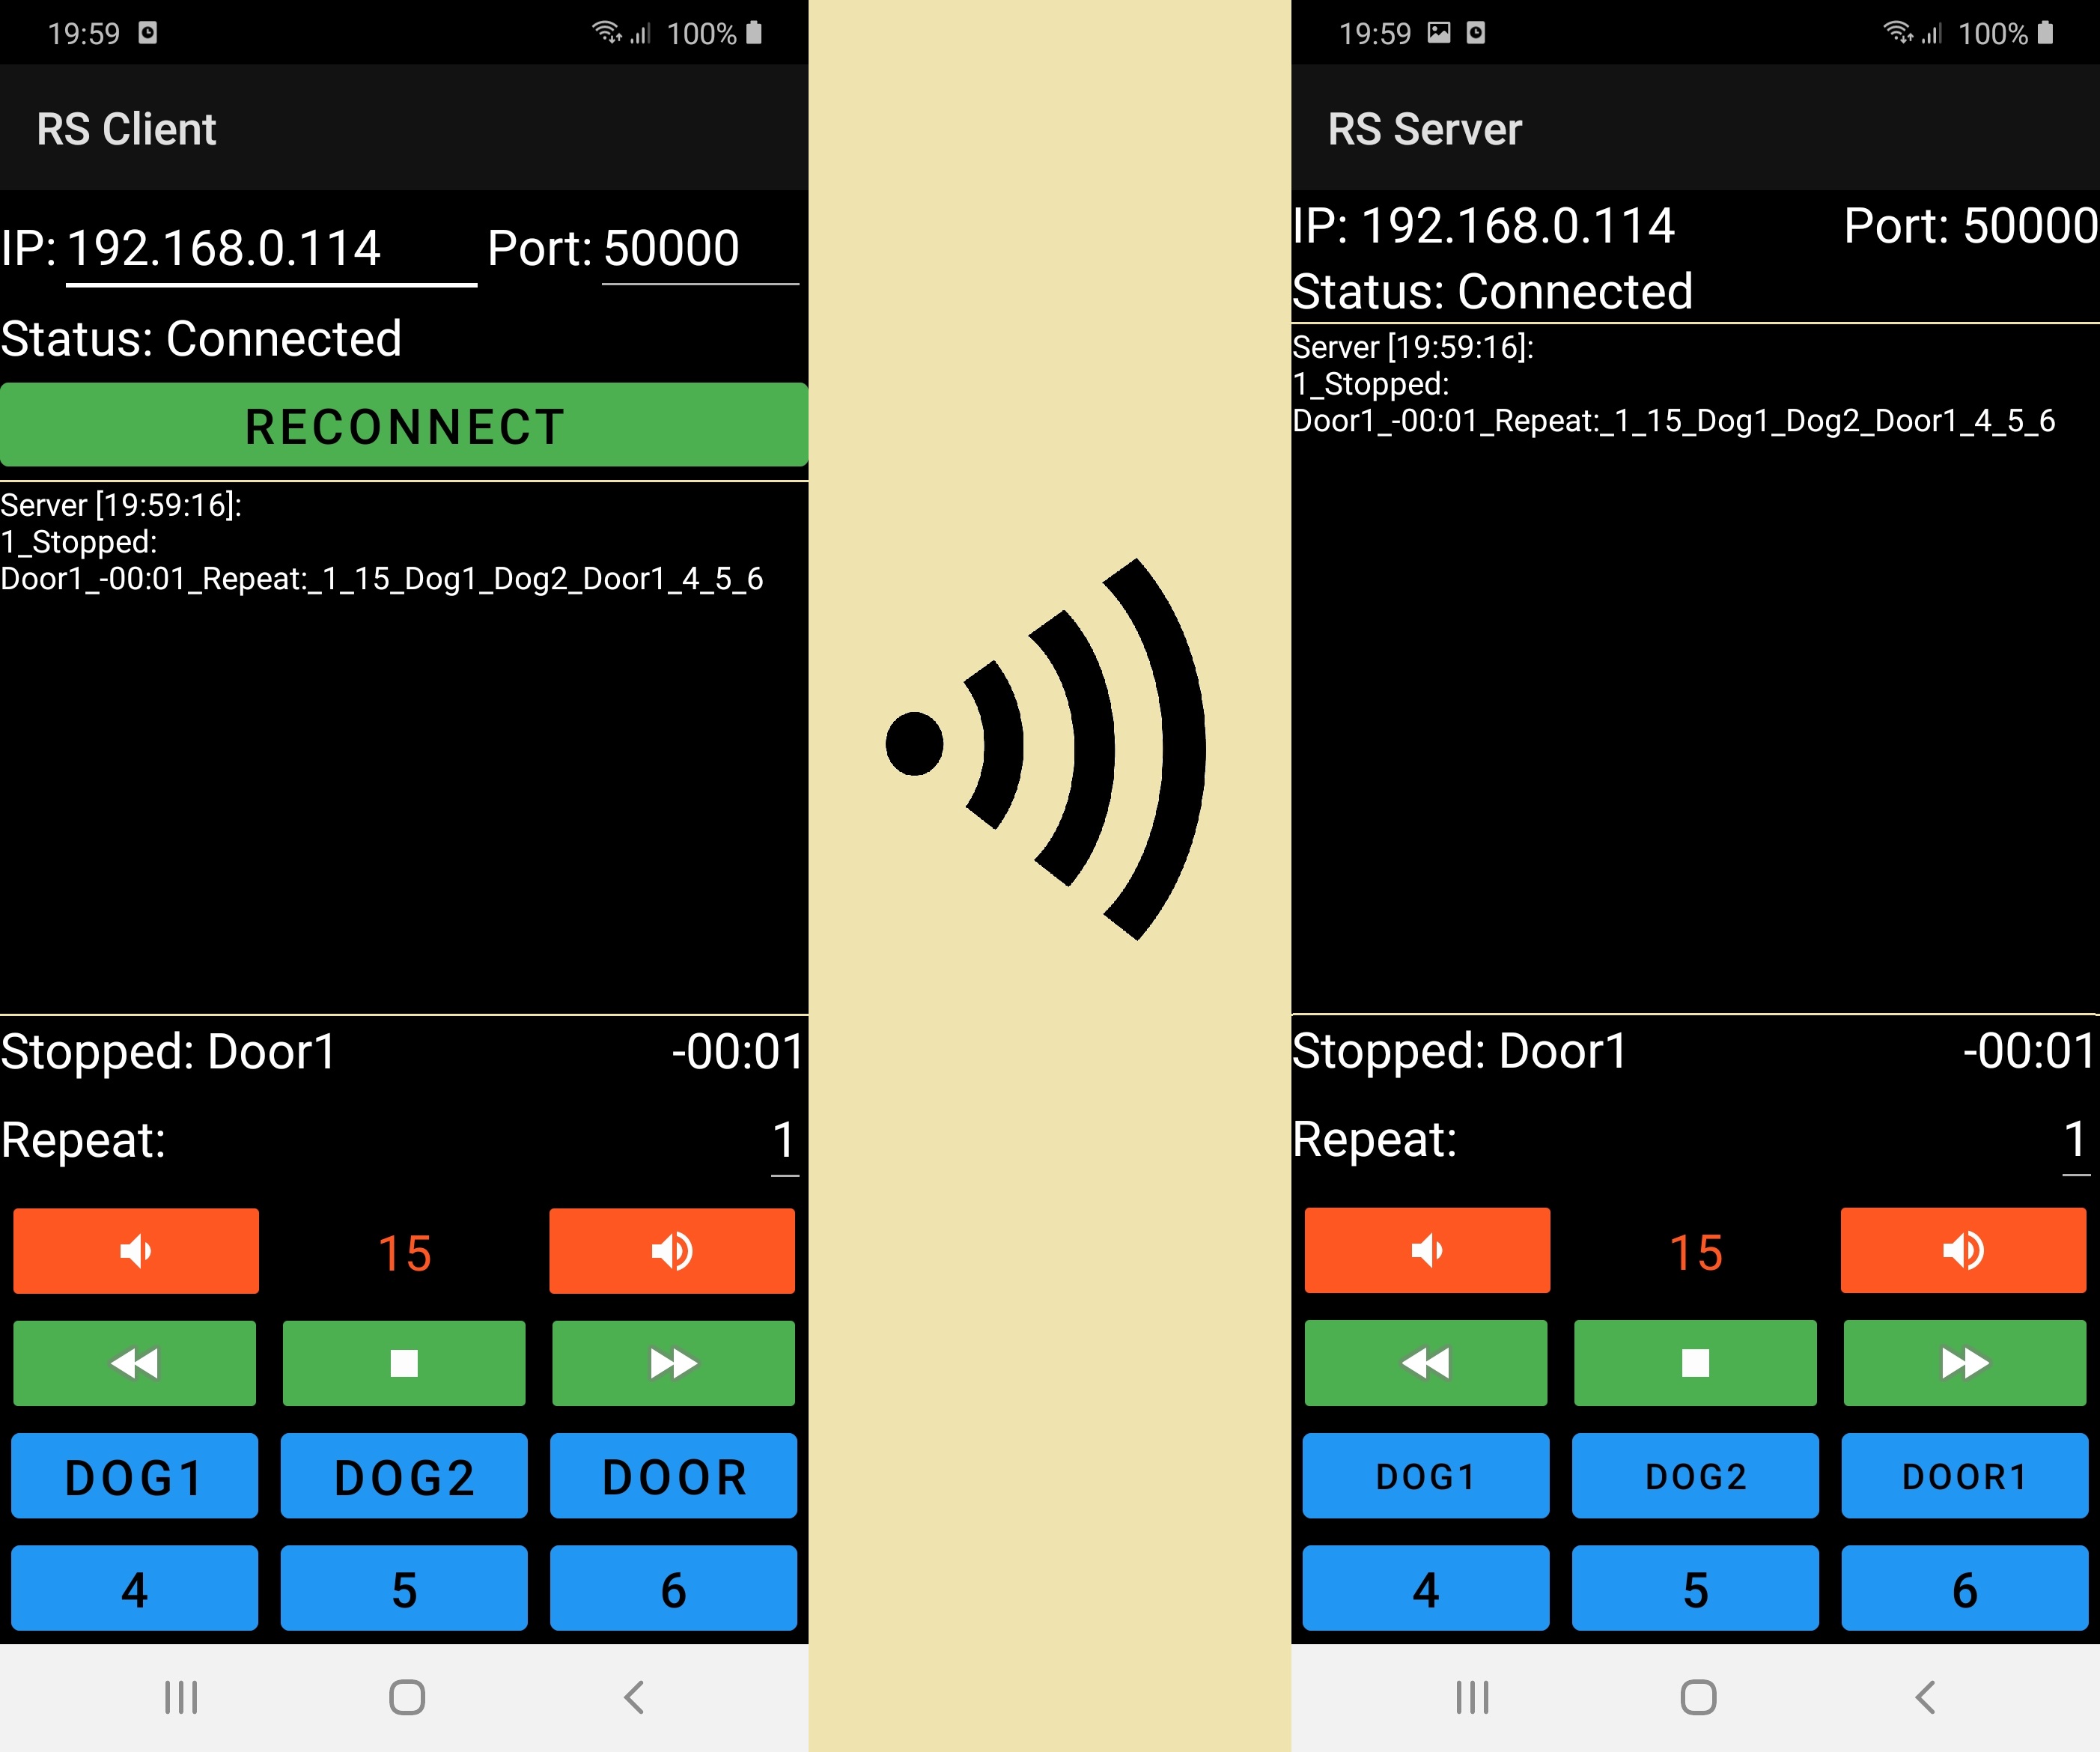 19:59 100%
RS Client
IP: 192.168.0.114 Port: 50000
Status: Connected
RECONNECT
Server [19:59:16]:
1_Stopped:
Door1_-00:01_Repeat:_1_15_Dog1_Dog2_Door1_4_5_6
Stopped: Door1 -00:01
Repeat: 1
15
DOG1 DOG2 DOOR
4 5 6
19:59 100%
RS Server
IP: 192.168.0.114 Port: 50000
Status: Connected
Server [19:59:16]:
1_Stopped:
Door1_-00:01_Repeat:_1_15_Dog1_Dog2_Door1_4_5_6
Stopped: Door1 -00:01
Repeat: 1
15
DOG1 DOG2 DOOR1
4 5 6